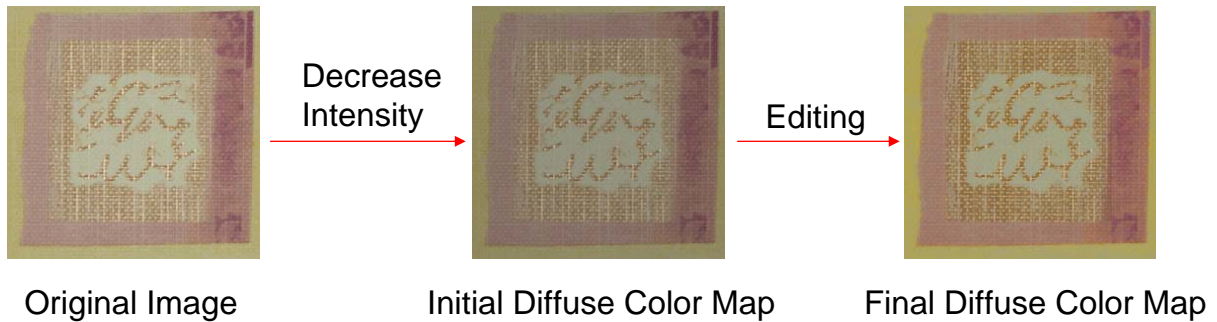 Decrease
Intensity
Editing
Original Image
Initial Diffuse Color Map
Final Diffuse Color Map